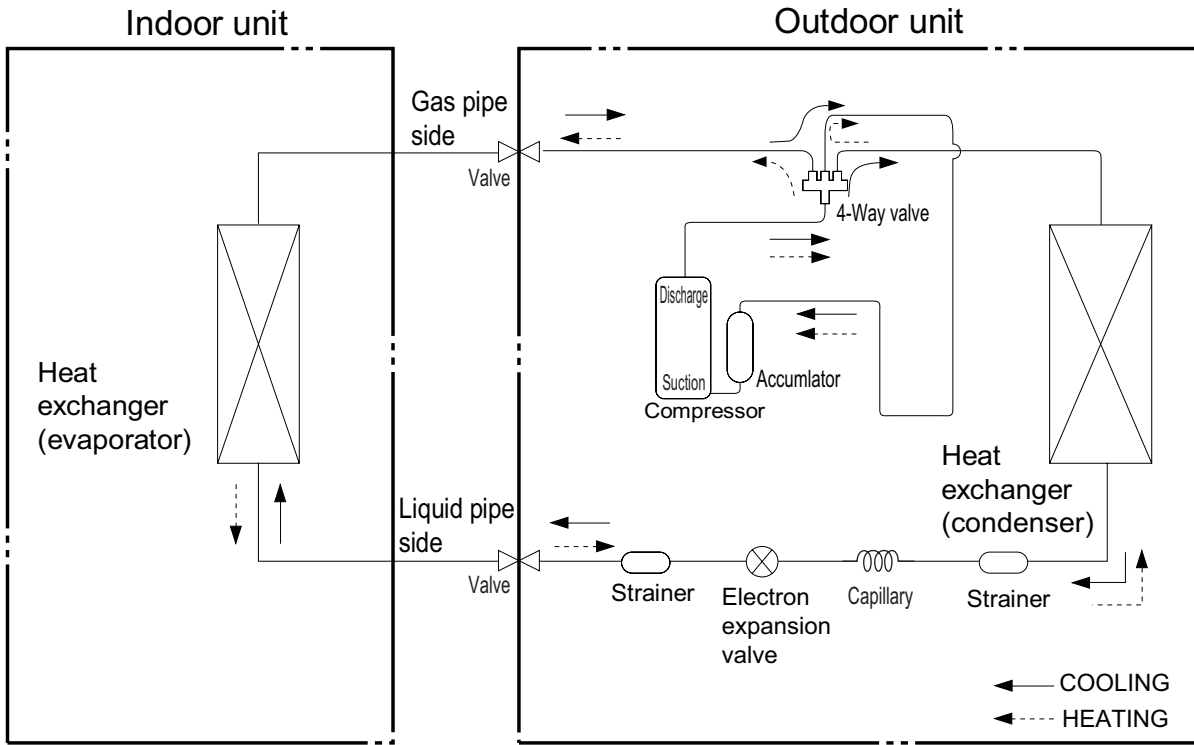 Indoor unit
Outdoor unit
Gas pipe
side
Valve
4-Way valve
Discharge
Suction
Compressor
Accumlator
Heat
exchanger
(evaporator)
Heat
exchanger
(condenser)
Liquid pipe
side
Valve
Strainer
Electron
expansion
valve
Capillary
Strainer
COOLING
HEATING